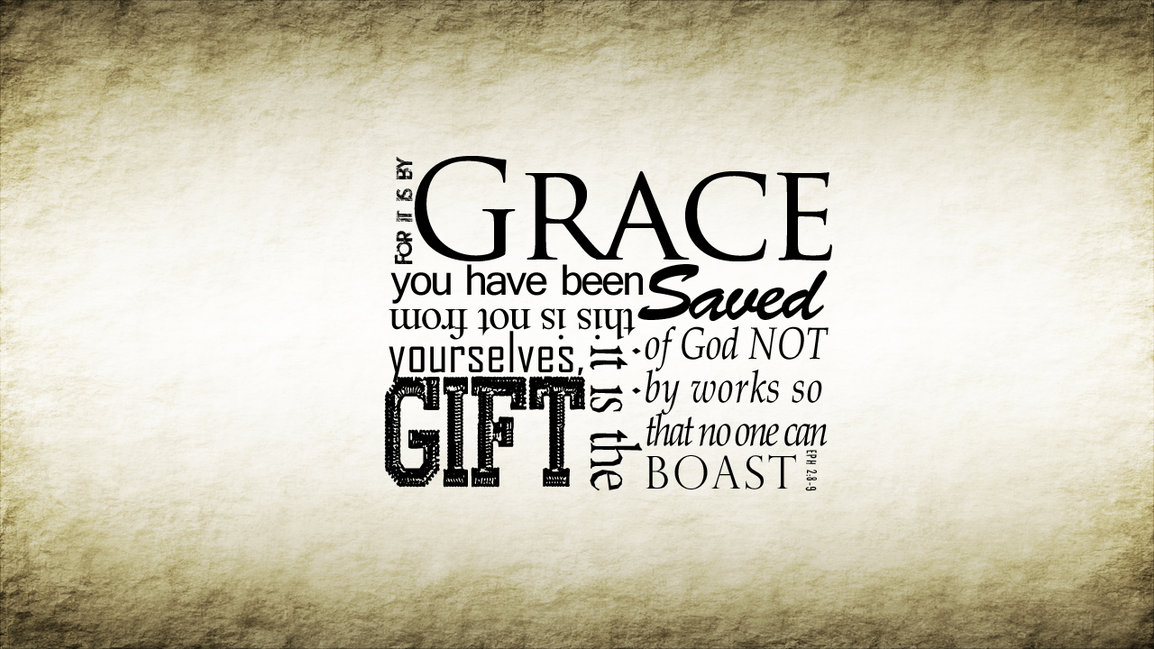 FOR IT IS BY
GRACE
you have been
Saved
this is not from
yourselves,
it is the
GIFT
of God NOT
by works so
that no one can
BOAST
EPH 2:8-9